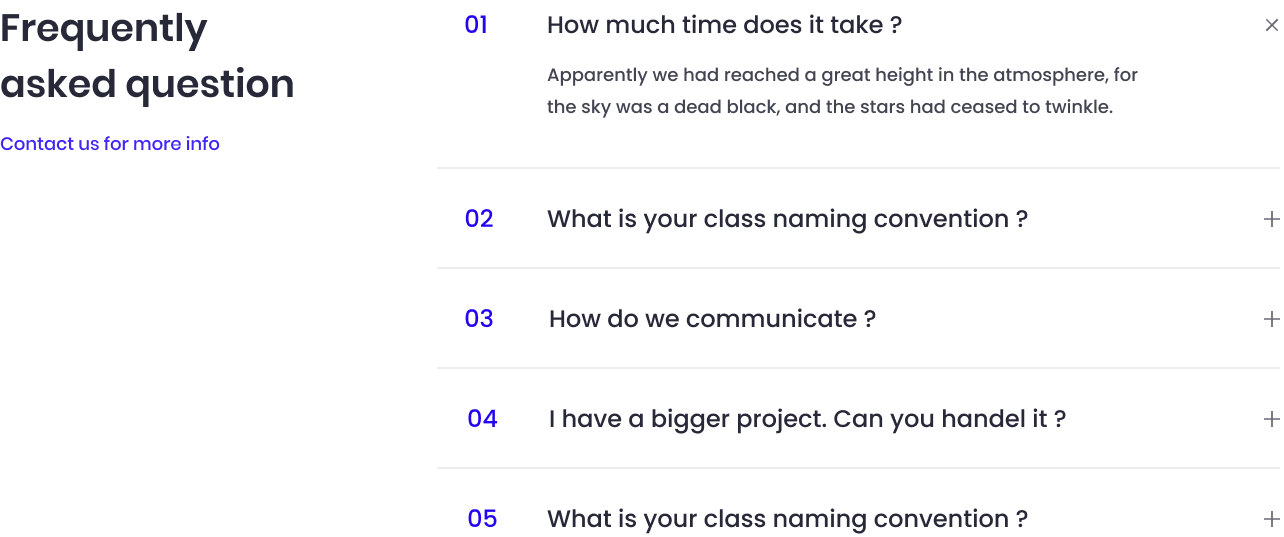 Frequently
asked question
Contact us for more info
01 How much time does it take ?
Apparently we had reached a great height in the atmosphere, for
the sky was a dead black, and the stars had ceased to twinkle.
02 What is your class naming convention ?
03 How do we communicate ?
04 I have a bigger project. Can you handel it ?
05 What is your class naming convention ?